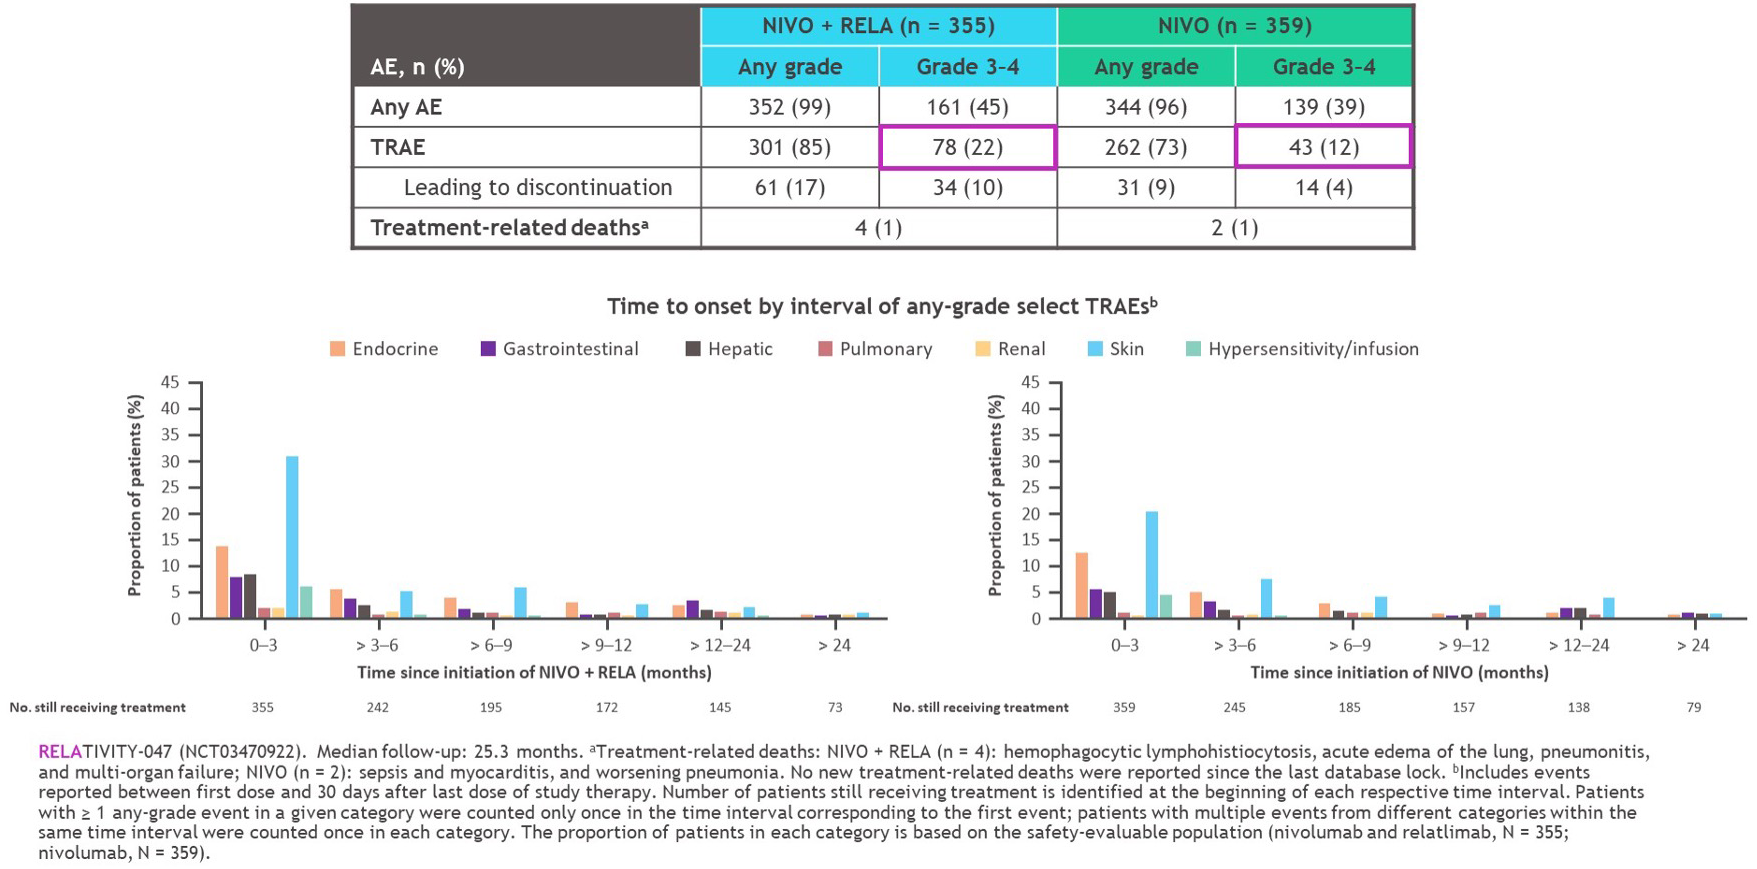 NIVO + RELA (n = 355) NIVO (n = 359)
AE, n (%) Any grade Grade 3–4 Any grade Grade 3–4
Any AE 352 (99) 161 (45) 344 (96) 139 (39)
TRAE 301 (85) 78 (22) 262 (73) 43 (12)
Leading to discontinuation 61 (17) 34 (10) 31 (9) 14 (4)
Treatment-related deathsᵃ 4 (1) 2 (1)
Time to onset by interval of any-grade select TRAEsᵇ
Endocrine Gastrointestinal Hepatic Pulmonary Renal Skin Hypersensitivity/infusion
Proportion of patients (%)
45
40
35
30
25
20
15
10
5
0
0–3 > 3–6 > 6–9 > 9–12 > 12–24 > 24
Time since initiation of NIVO + RELA (months)
No. still receiving treatment 355 242 195 172 145 73
Proportion of patients (%)
45
40
35
30
25
20
15
10
5
0
0–3 > 3–6 > 6–9 > 9–12 > 12–24 > 24
Time since initiation of NIVO (months)
No. still receiving treatment 359 245 185 157 138 79
RELATIVITY-047 (NCT03470922). Median follow-up: 25.3 months. ᵃTreatment-related deaths: NIVO + RELA (n = 4): hemophagocytic lymphohistiocytosis, acute edema of the lung, pneumonitis,
and multi-organ failure; NIVO (n = 2): sepsis and myocarditis, and worsening pneumonia. No new treatment-related deaths were reported since the last database lock. ᵇIncludes events
reported between first dose and 30 days after last dose of study therapy. Number of patients still receiving treatment is identified at the beginning of each respective time interval. Patients
with ≥ 1 any-grade event in a given category were counted only once in the time interval corresponding to the first event; patients with multiple events from different categories within the
same time interval were counted once in each category. The proportion of patients in each category is based on the safety-evaluable population (nivolumab and relatlimab, N = 355;
nivolumab, N = 359).